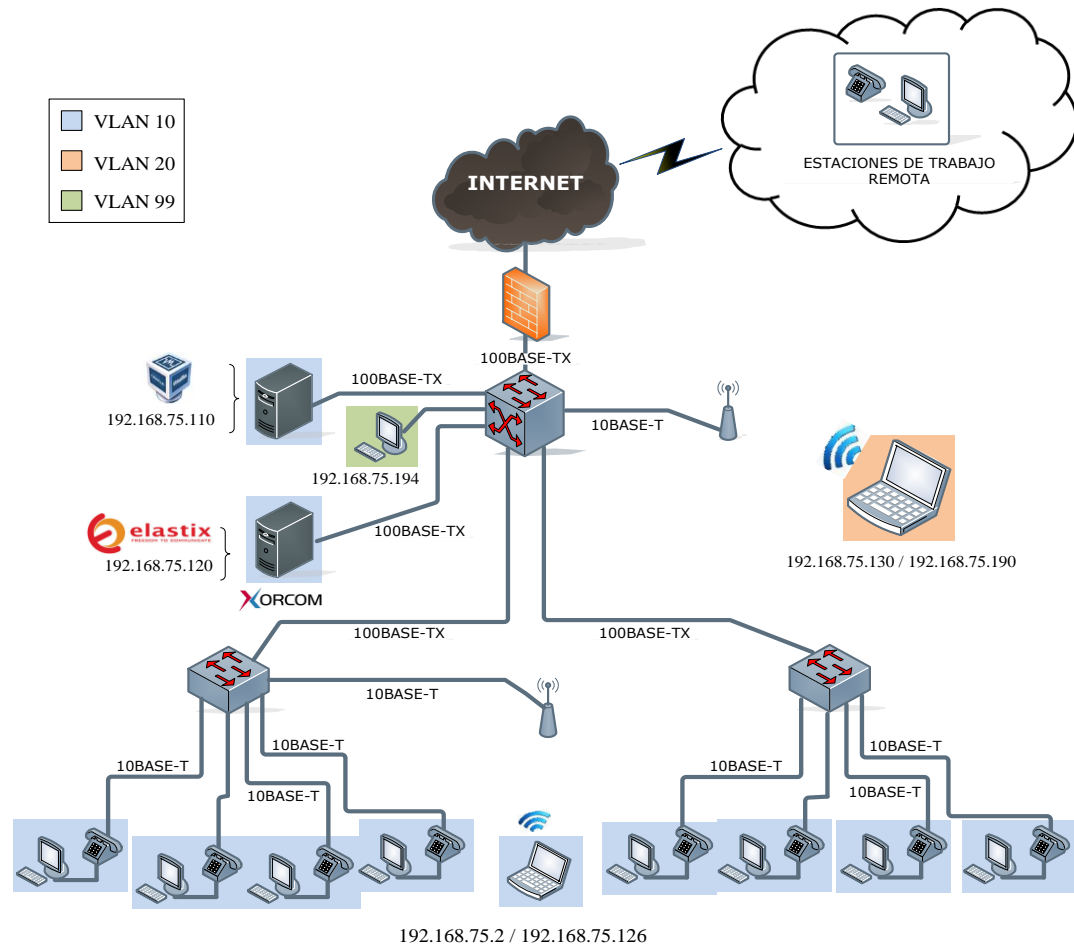 VLAN 10
VLAN 20
VLAN 99
ESTACIONES DE TRABAJO
REMOTA
INTERNET
100BASE-TX
100BASE-TX
192.168.75.110
10BASE-T
192.168.75.194
elastix
FREEDOM TO COMMUNICATE
192.168.75.120
100BASE-TX
XORCOM
192.168.75.130 / 192.168.75.190
100BASE-TX
100BASE-TX
10BASE-T
10BASE-T
10BASE-T
10BASE-T
10BASE-T
10BASE-T
10BASE-T
192.168.75.2 / 192.168.75.126